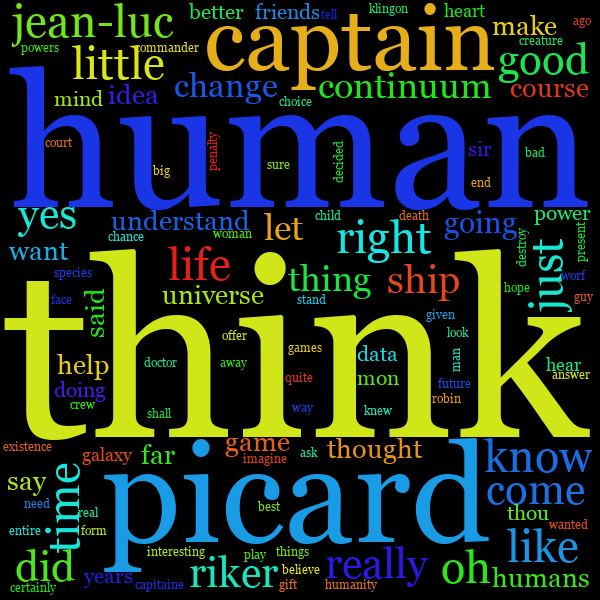 jean-luc
better
friends
tell
klingon
heart
make
ago
powers
commander
captain
creature
little
good
change
continuum
course
mind
idea
choice
human
court
big
penalty
sure
decided
sir
end
bad
yes
understand
child
let
death
going
power
chance
woman
right
want
life
destroy
present
species
thing
ship
just
worf
hope
face
said
universe
stand
given
guy
think
offer
games
look
help
doctor
away
data
man
hear
doing
quite
mon
future
answer
crew
shall
way
knew
robin
existence
galaxy
far
game
imagine
ask
thought
know
say
time
picard
come
need
real
best
thou
wanted
entire
form
interesting
play
things
like
did
years
capitaine
riker
gift
believe
humanity
really
oh
humans
certainly